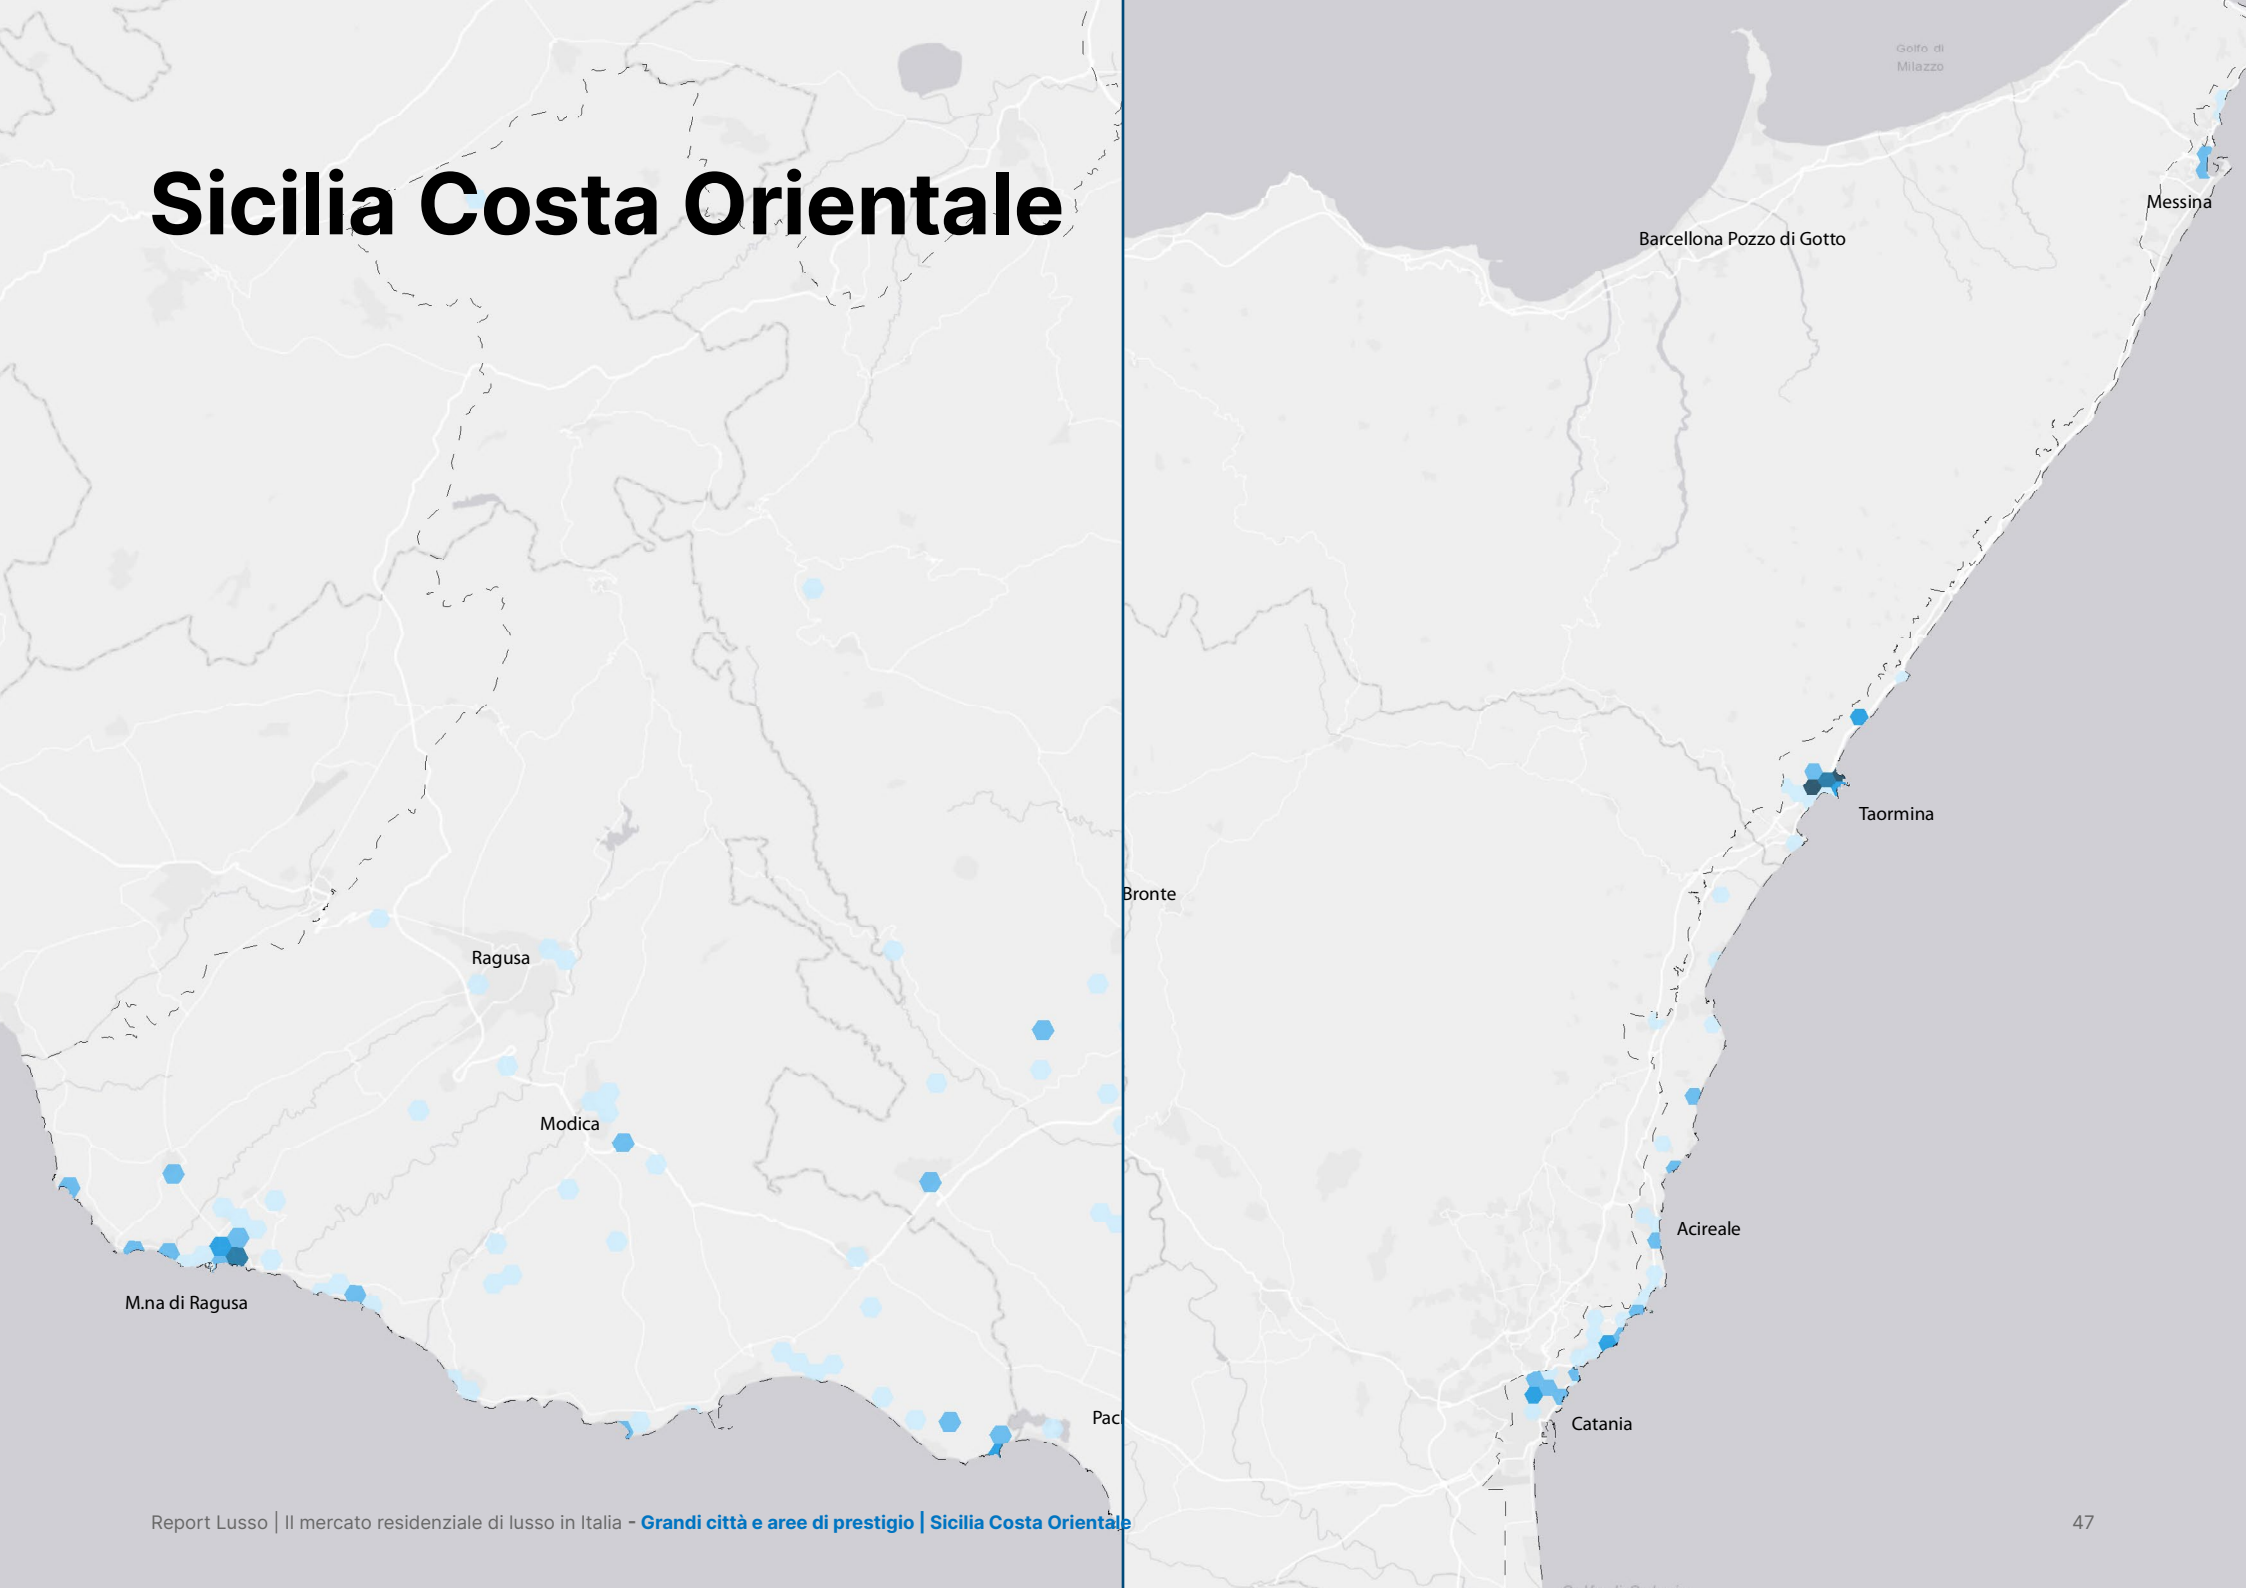 Sicilia Costa Orientale
Golfo di
Milazzo
Messina
Barcellona Pozzo di Gotto
Taormina
Bronte
Ragusa
Modica
Acireale
M.na di Ragusa
Catania
Report Lusso | Il mercato residenziale di lusso in Italia - Grandi città e aree di prestigio | Sicilia Costa Orientale
47